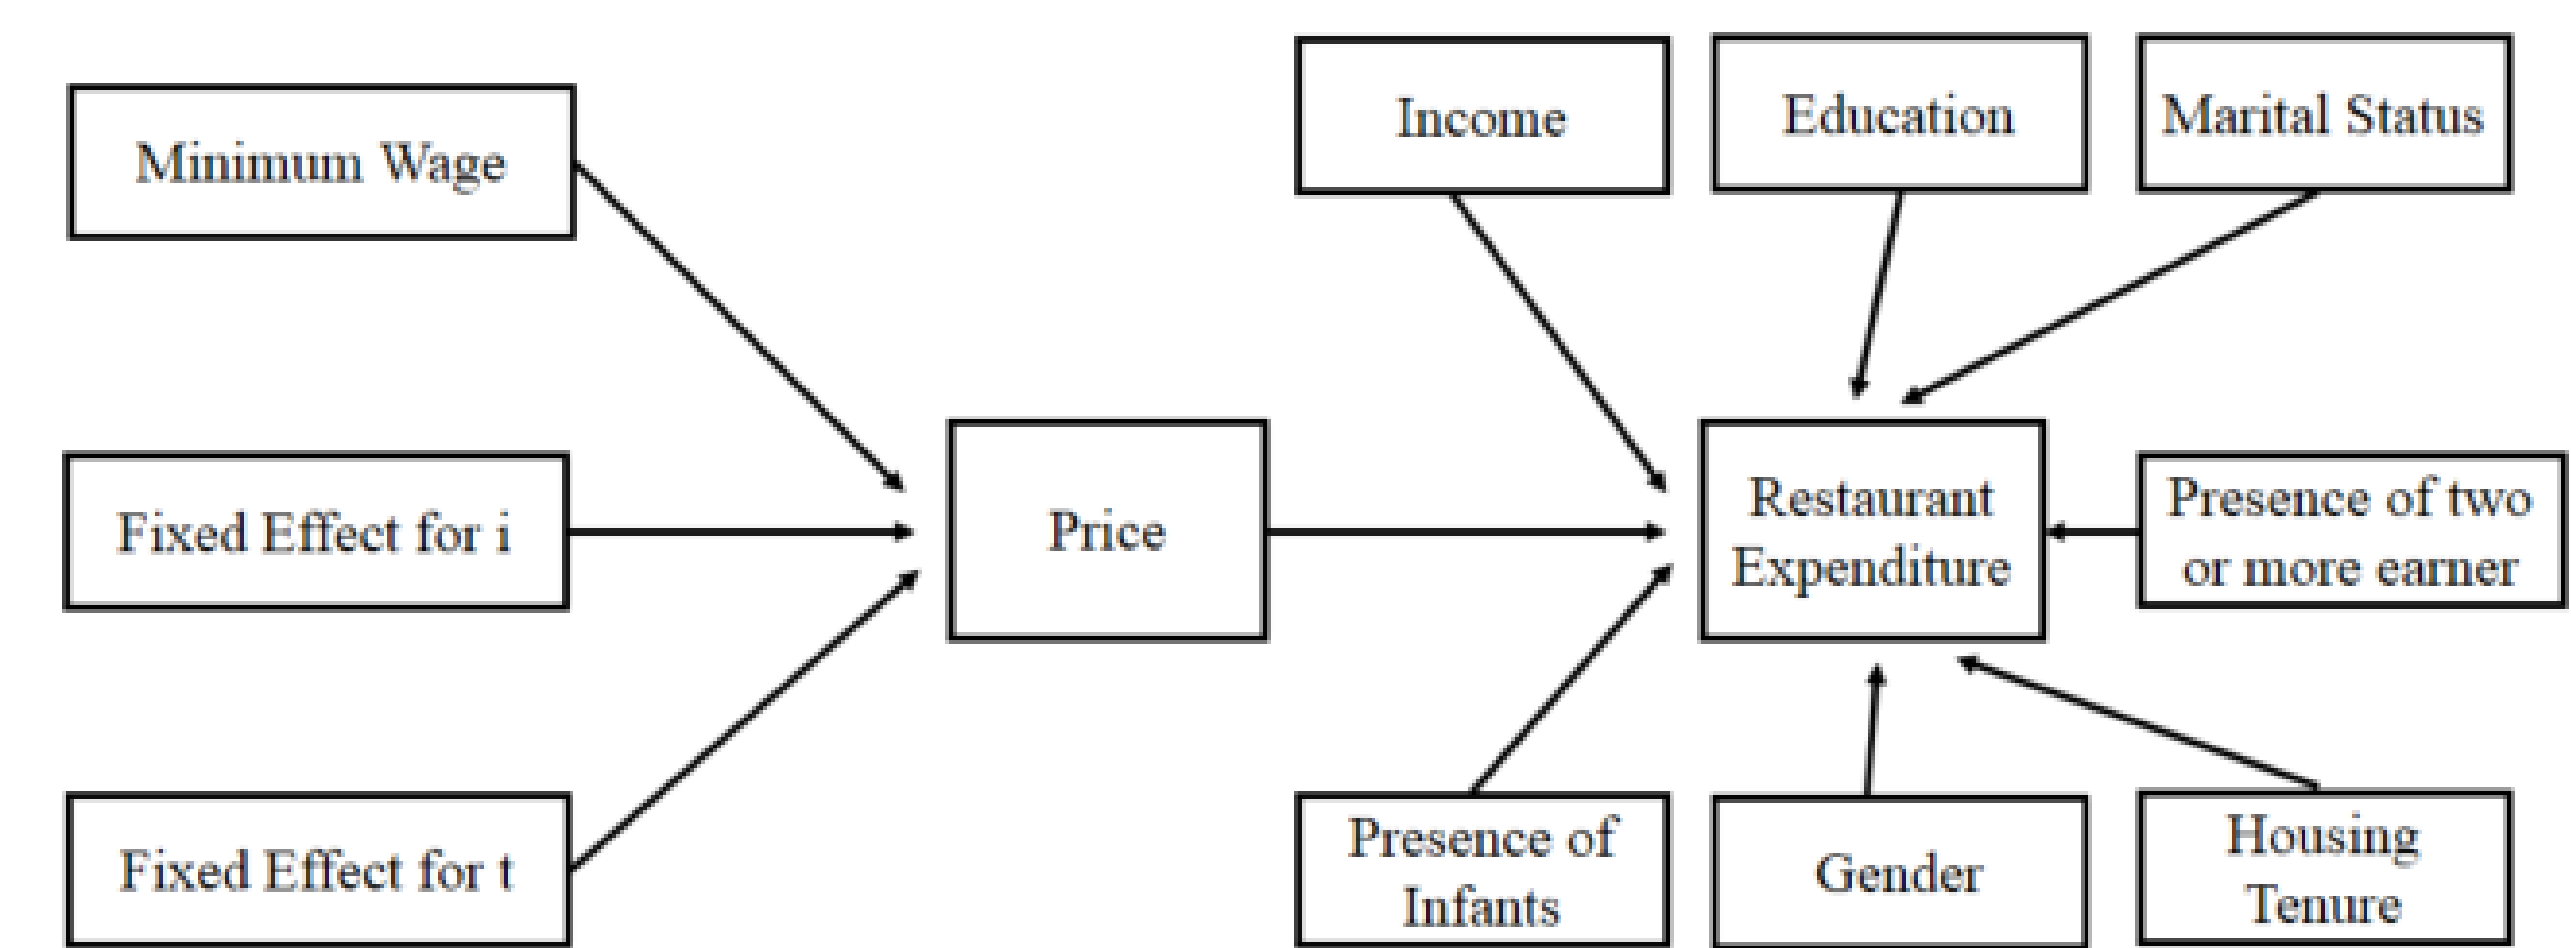 Income
Education
Marital Status
Minimum Wage
Fixed Effect for i
Price
Restaurant
Expenditure
Presence of two
or more earner
Fixed Effect for t
Presence of
Infants
Gender
Housing
Tenure